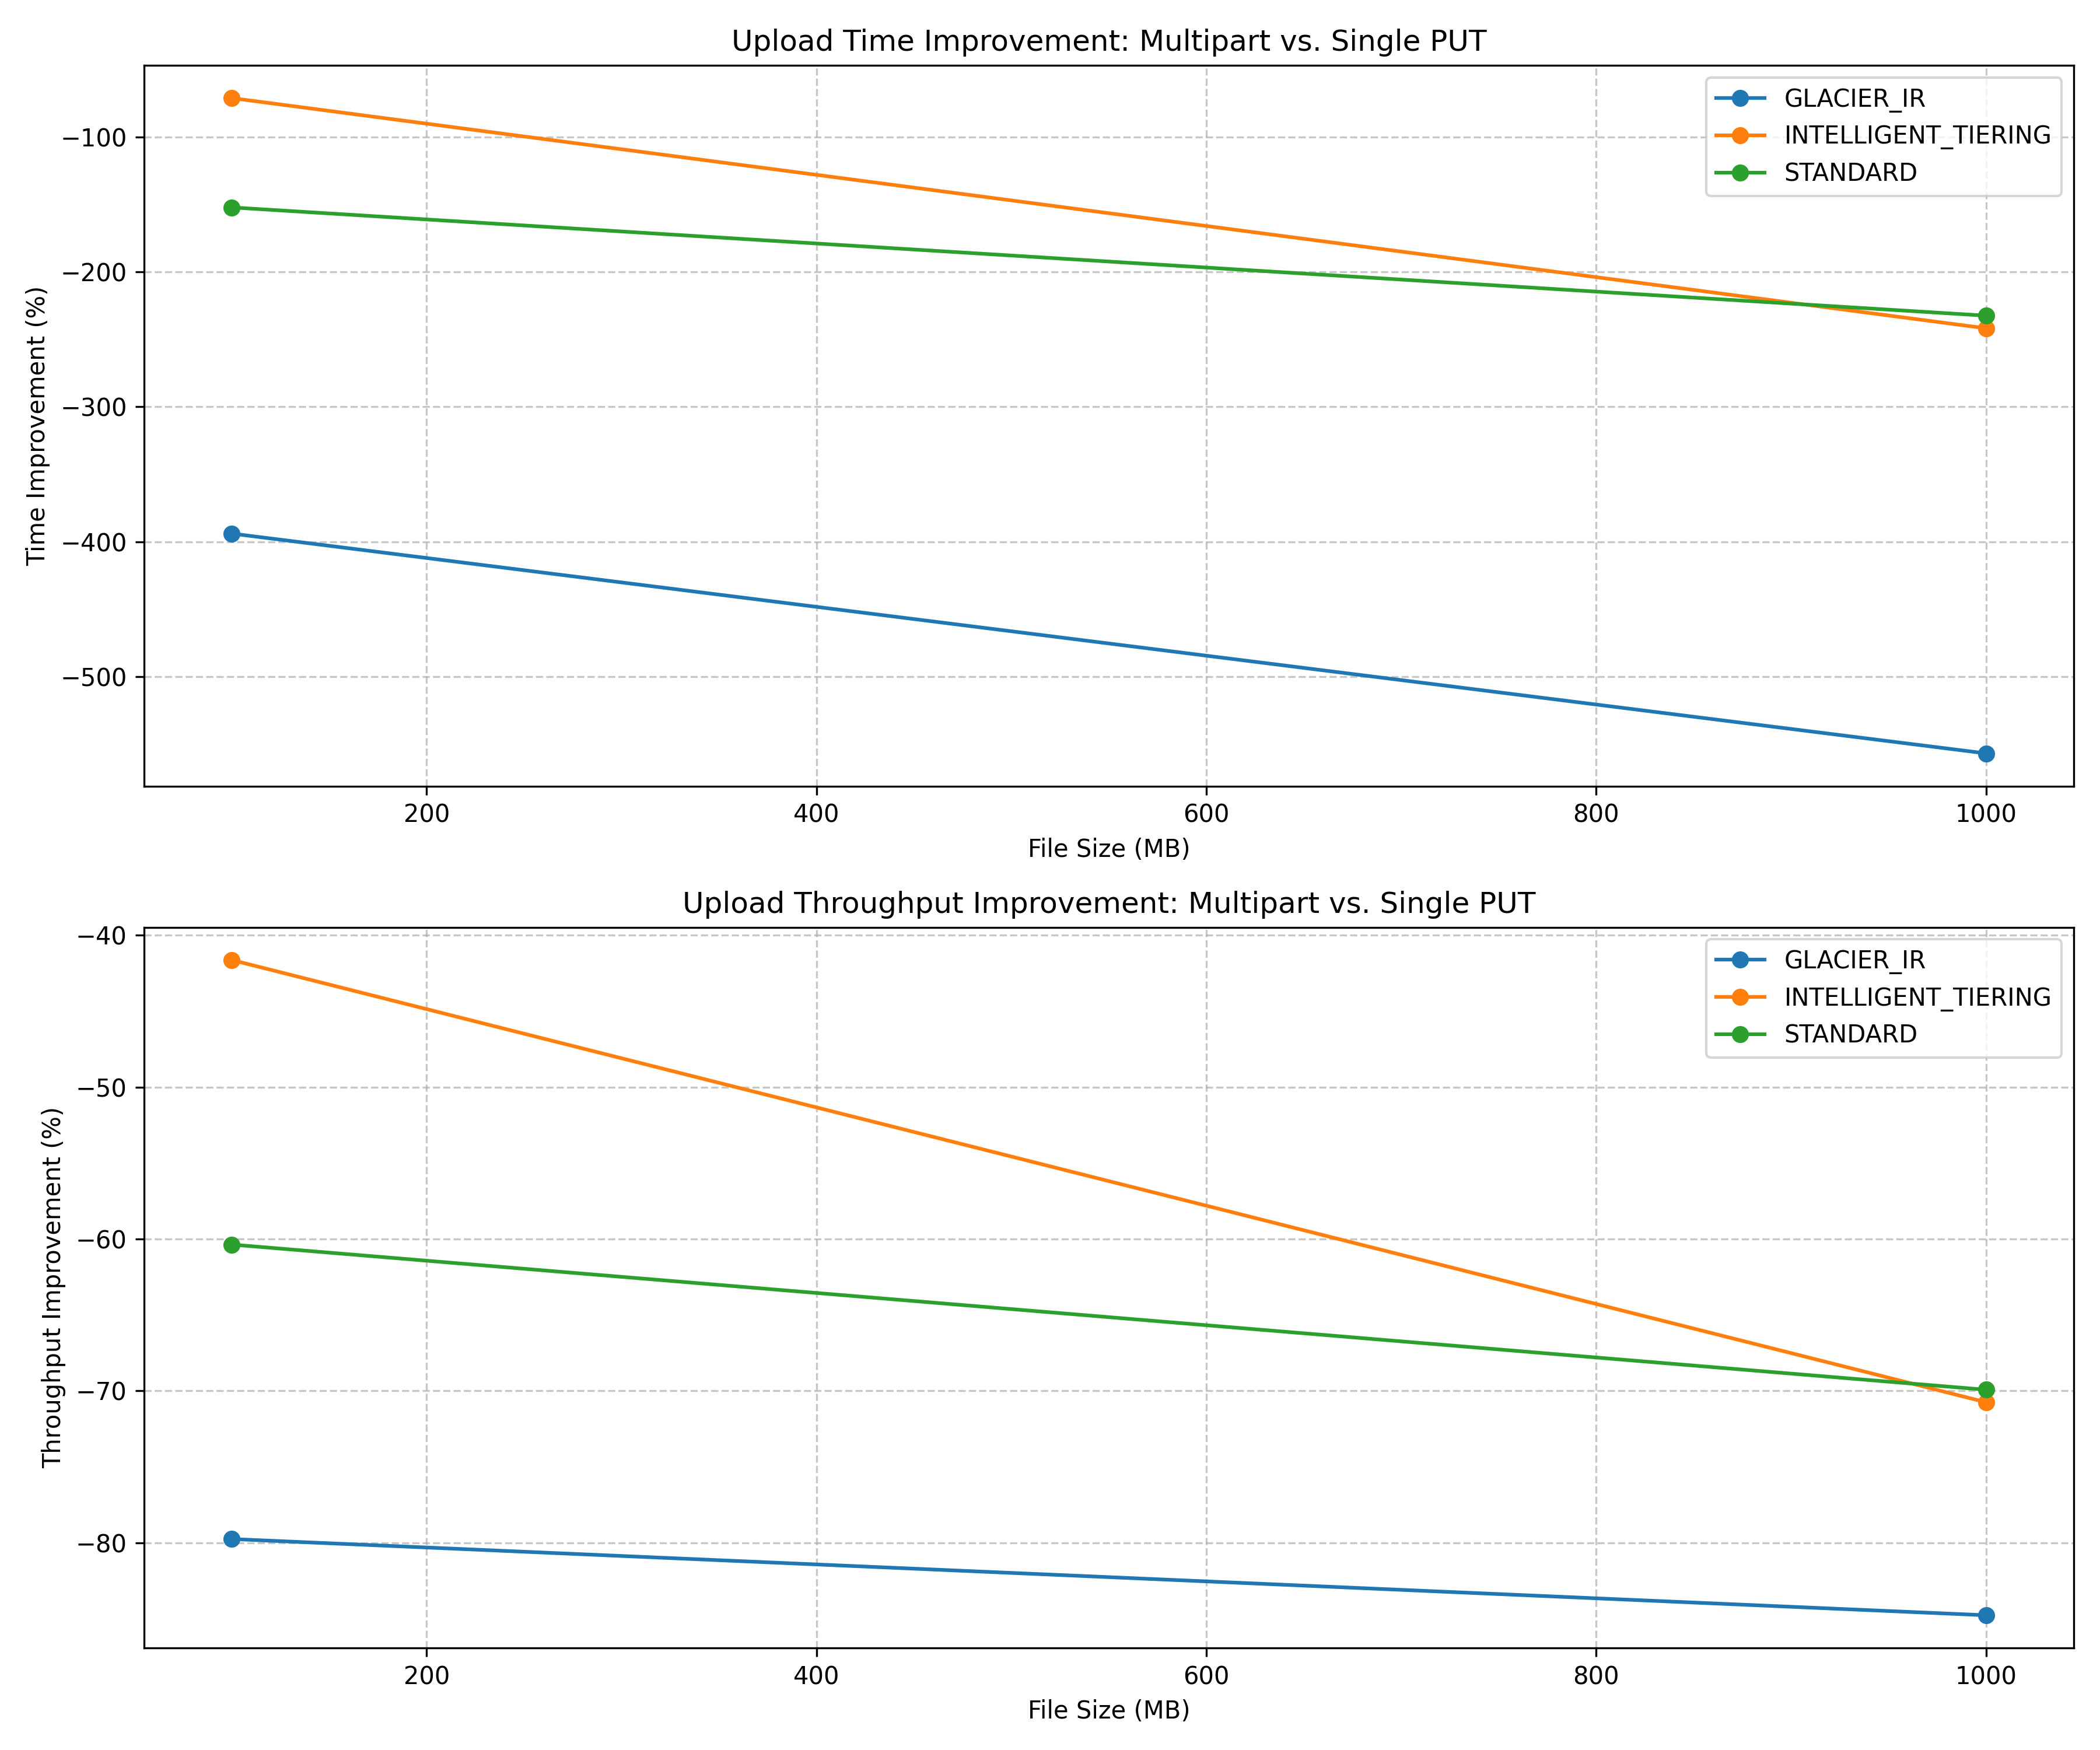 Upload Time Improvement: Multipart vs. Single PUT
GLACIER_IR
INTELLIGENT_TIERING
STANDARD
Time Improvement (%)
−100
−200
−300
−400
−500
200 400 600 800 1000
File Size (MB)
Upload Throughput Improvement: Multipart vs. Single PUT
GLACIER_IR
INTELLIGENT_TIERING
STANDARD
Throughput Improvement (%)
−40
−50
−60
−70
−80
200 400 600 800 1000
File Size (MB)